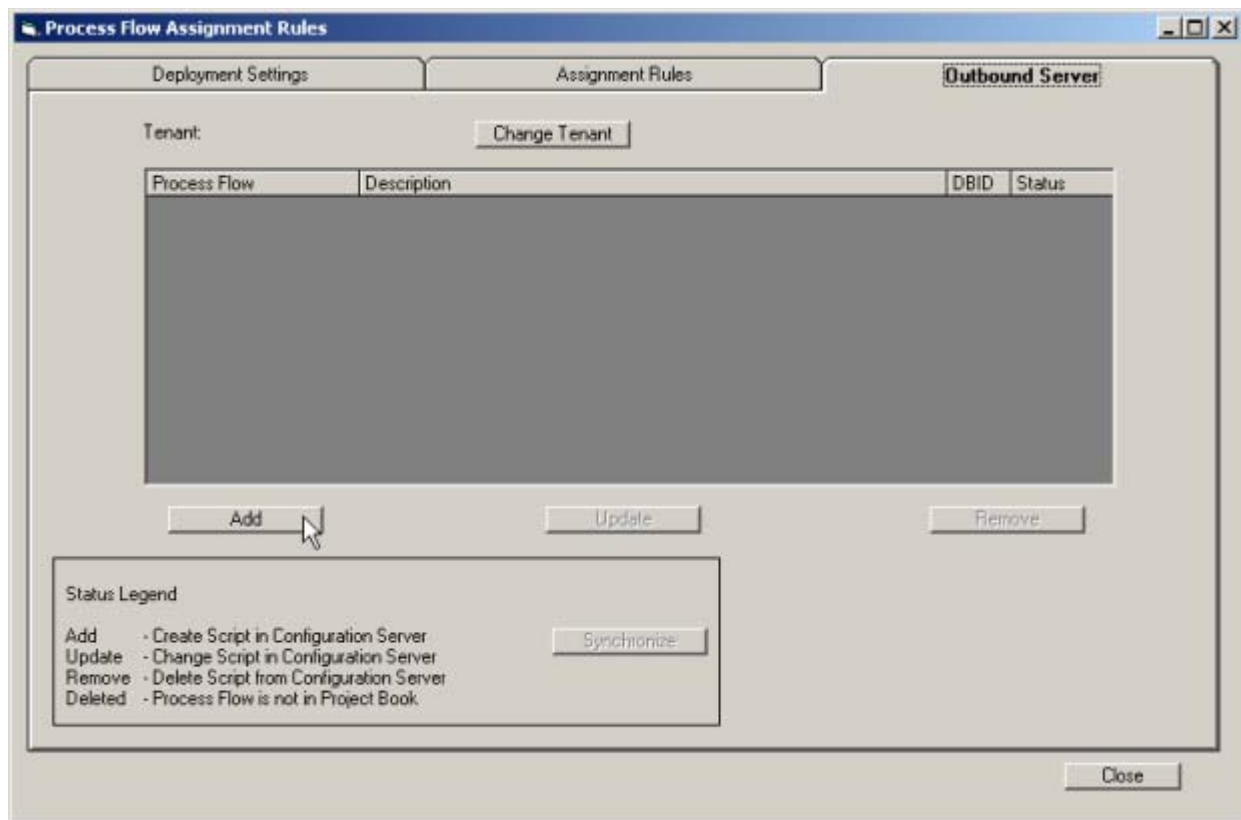 Process Flow Assignment Rules
Deployment Settings Assignment Rules Outbound Server
Tenant: Change Tenant
Process Flow Description DBID Status
Add Update Remove
Status Legend
Add - Create Script in Configuration Server
Synchronize
Update - Change Script in Configuration Server
Remove - Delete Script from Configuration Server
Deleted - Process Flow is not in Project Book
Close